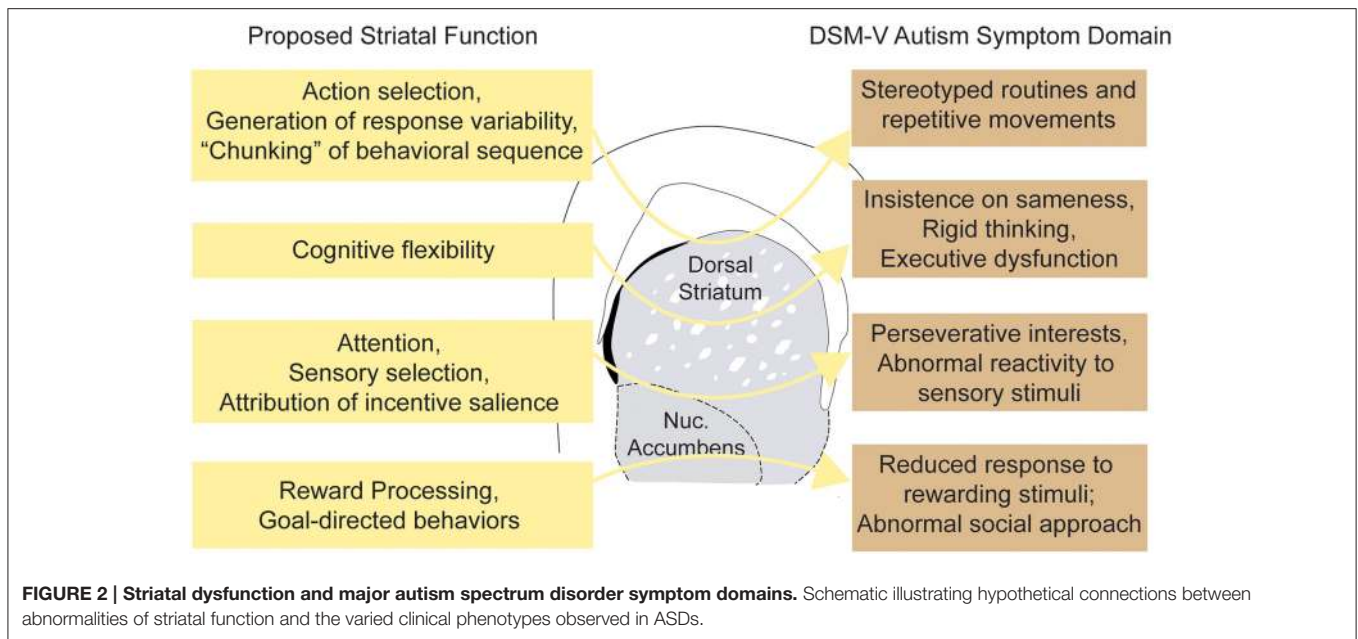 Proposed Striatal Function
DSM-V Autism Symptom Domain
Action selection,
Generation of response variability,
“Chunking” of behavioral sequence
Stereotyped routines and
repetitive movements
Cognitive flexibility
Insistence on sameness,
Rigid thinking,
Executive dysfunction
Dorsal
Striatum
Attention,
Sensory selection,
Attribution of incentive salience
Perseverative interests,
Abnormal reactivity to
sensory stimuli
Nuc.
Accumbens
Reward Processing,
Goal-directed behaviors
Reduced response to
rewarding stimuli;
Abnormal social approach
FIGURE 2 | Striatal dysfunction and major autism spectrum disorder symptom domains. Schematic illustrating hypothetical connections between
abnormalities of striatal function and the varied clinical phenotypes observed in ASDs.